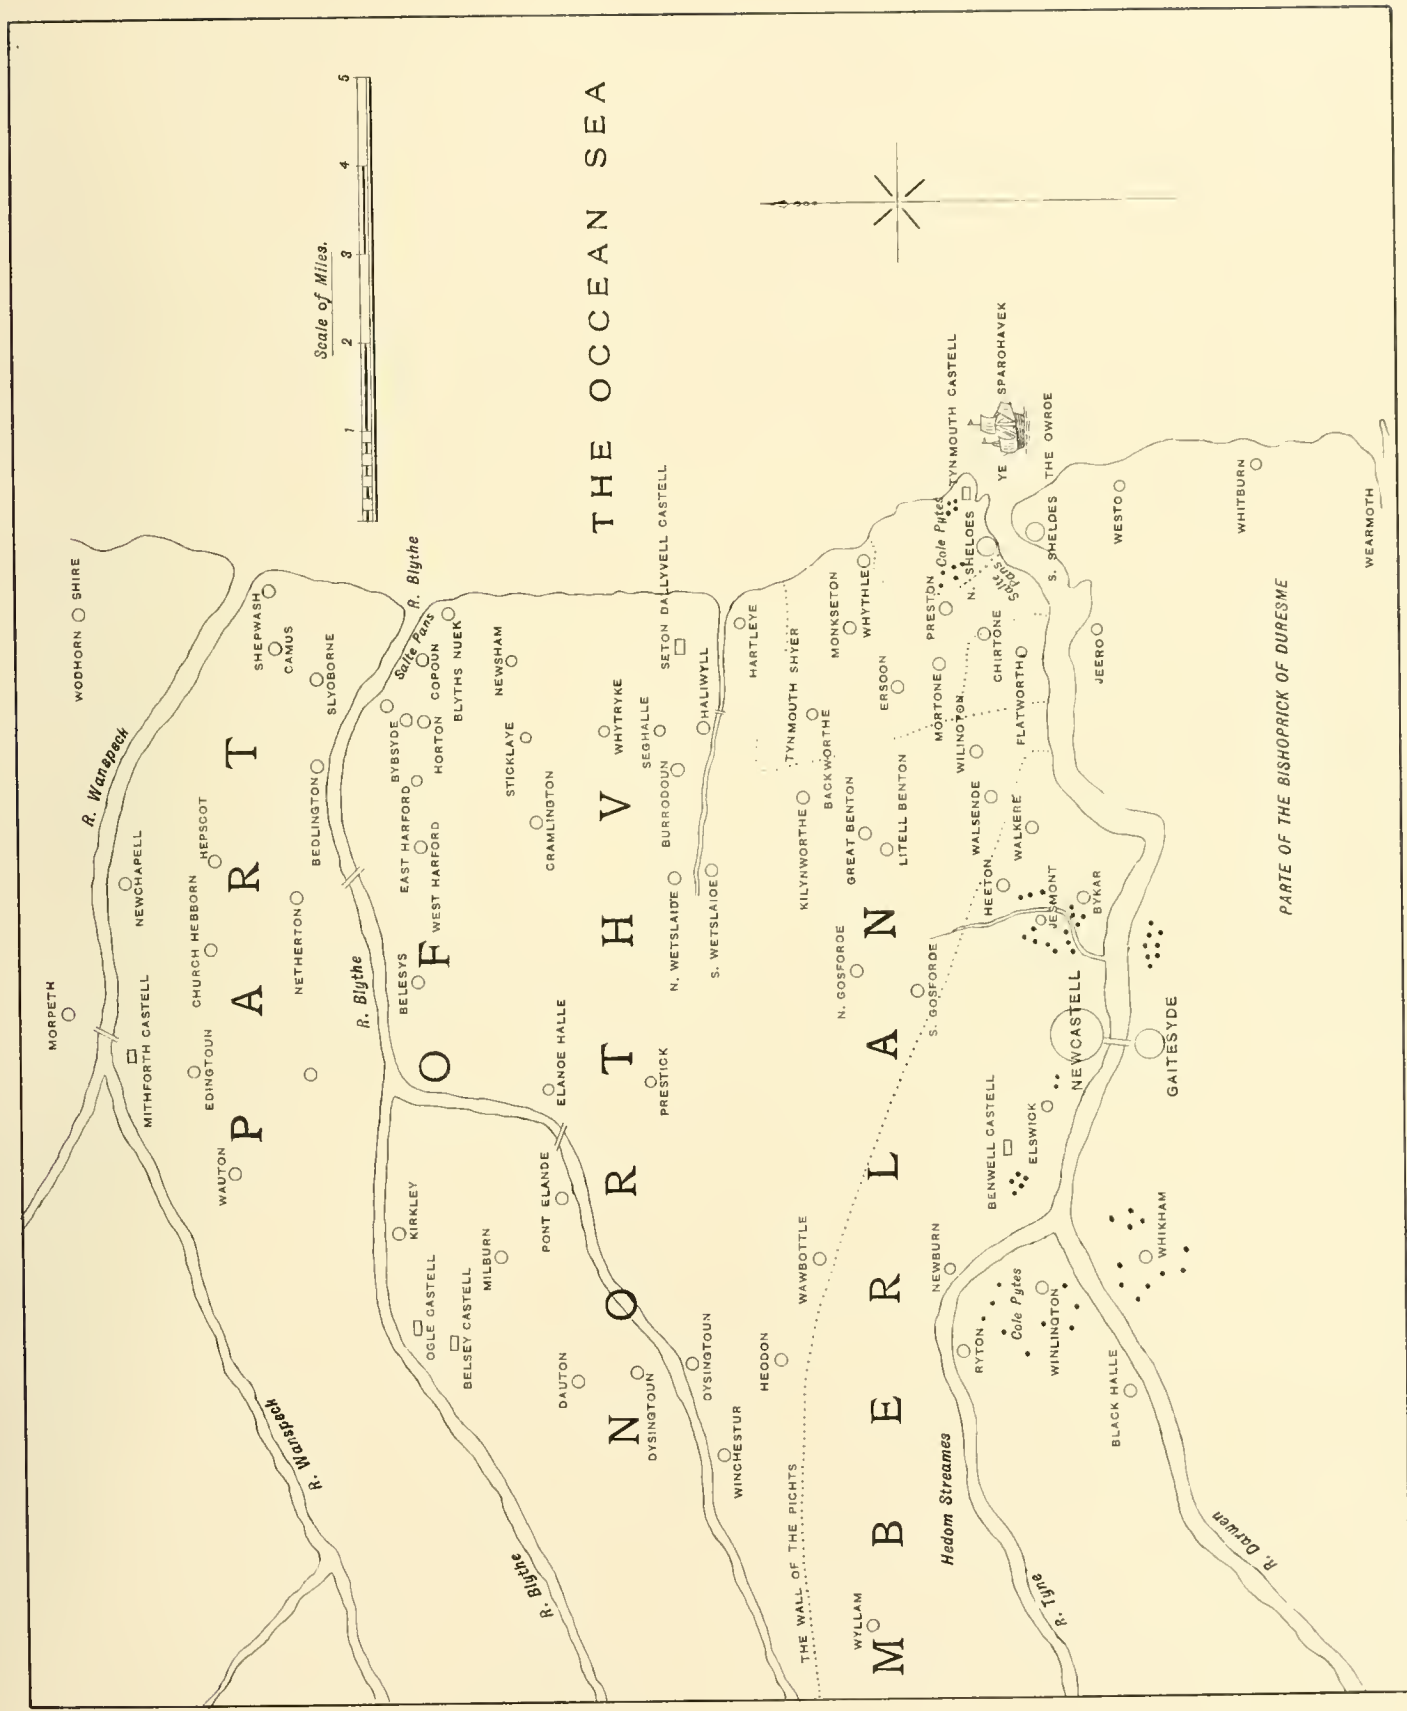 WODHORN SHIRE
R. Wanspeck
MORPETH
NEWCHAPELL
MITHFORTH CASTELL
HEPSCOT
CHURCH HEBBORN
EDINGTOUN
WAUTON
SHEPWASH
CAMUS
SLYOBORNE
BEDLINGTON
NETHERTON
R. Wanspeck
PART
OF
NORTHVMBERLAND
Scale of Miles.
1 2 3 4 5
THE OCCEAN SEA
R. Blythe
Salte Pans
COPOUN
BLYTHS NUEK
BYBSYDE
HORTON
EAST HARFORD
WEST HARFORD
R. Blythe
BELESYS
KIRKLEY
OGLE CASTELL
BELSEY CASTELL
MILBURN
R. Blythe
NEWSHAM
STICKLAYE
CRAMLINGTON
ELANDE HALLE
PONT ELANDE
DAUTON
DYSINGTOUN
DYSINGTOUN
WINCHESTUR
PRESTICK
SETON DALLYVELL CASTELL
WHYTRYKE
SEGHALLE
BURRODOUN
HALIWYLL
N. WETSLAIDE
S. WETSLAIDE
HARTLEYE
TYNMOUTH SHYER
MONKSETON
WHYTHLE
BACKWORTHE
KILYNWORTHE
GREAT BENTON
LITELL BENTON
ERSDON
N. GOSFORDE
S. GOSFORDE
WAWBOTTLE
HEDDON
THE WALL OF THE PICHTS
WYLLAM
TYNMOUTH CASTELL
Cole Pytes
PRESTON
N. SHELDES
Salte Pans
YE SPAROHAVEK
S. SHELDES
THE OWROE
MORTONE
CHIRTONE
WILINGTON
FLATWORTH
WALSENDE
WALKERE
HEETON
JESMONT
BYKAR
JEERO
WESTO
WHITBURN
WEARMOTH
NEWCASTELL
GAITESYDE
BENWELL CASTELL
ELSWICK
NEWBURN
RYTON
Cole Pytes
WINLINGTON
WHIKHAM
BLACK HALLE
Hedom Streames
R. Tyne
R. Darwen
PARTE OF THE BISHOPRICK OF DURESME